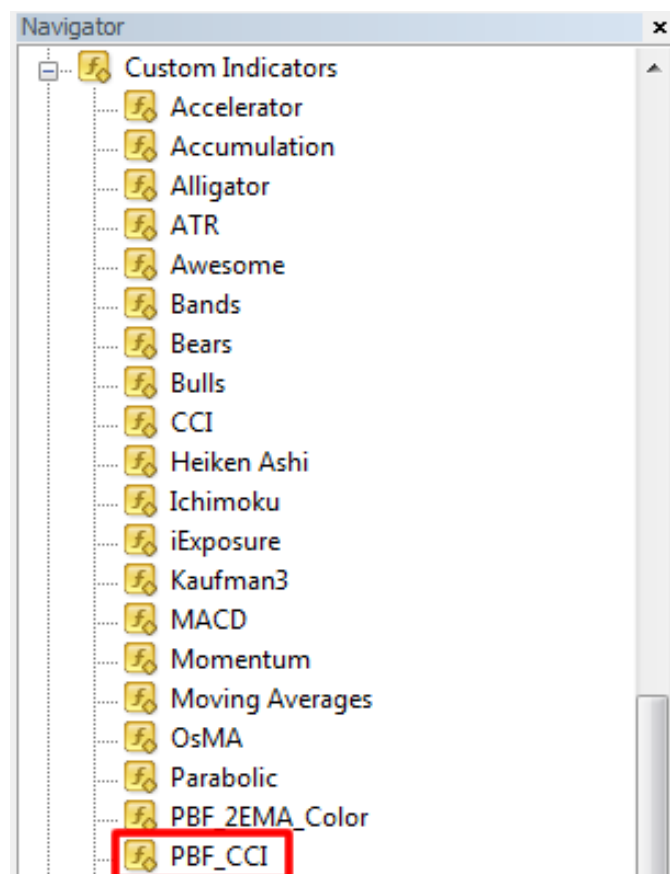 Navigator
Custom Indicators
Accelerator
Accumulation
Alligator
ATR
Awesome
Bands
Bears
Bulls
CCI
Heiken Ashi
Ichimoku
iExposure
Kaufman3
MACD
Momentum
Moving Averages
OsMA
Parabolic
PBF_2EMA_Color
PBF_CCI